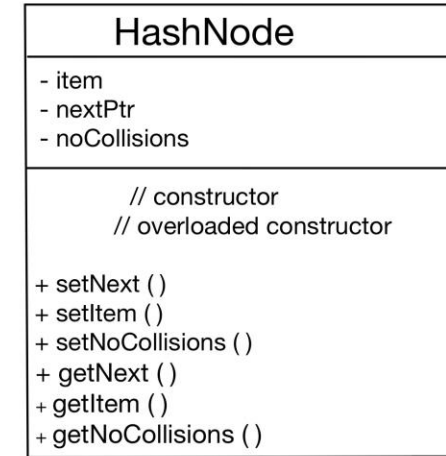 HashNode
- item
- nextPtr
- noCollisions
// constructor
// overloaded constructor
+ setNext ( )
+ setItem ( )
+ setNoCollisions ( )
+ getNext ( )
+ getItem ( )
+ getNoCollisions ( )